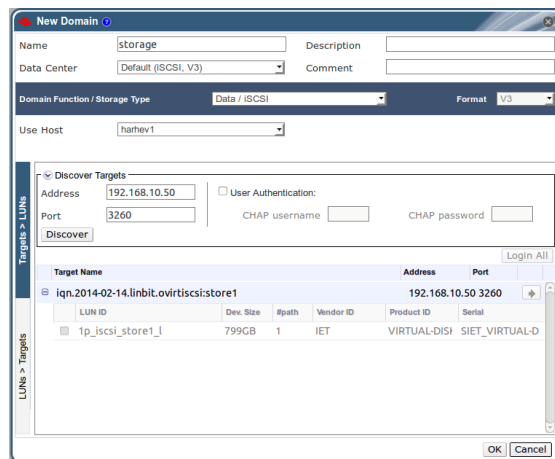 New Domain
Name storage Description
Data Center Default (iSCSI, V3) Comment
Domain Function / Storage Type Data / iSCSI Format V3
Use Host harhev1
Targets > LUNs
LUNs > Targets
Discover Targets
Address 192.168.10.50 User Authentication:
Port 3260 CHAP username CHAP password
Discover
Login All
Target Name Address Port
iqn.2014-02-14.linbit.ovirtiscsi:store1 192.168.10.50 3260
LUN ID Dev. Size #path Vendor ID Product ID Serial
1p_iscsi_store1_l 799GB 1 IET VIRTUAL-DISK SIET_VIRTUAL-D
OK Cancel